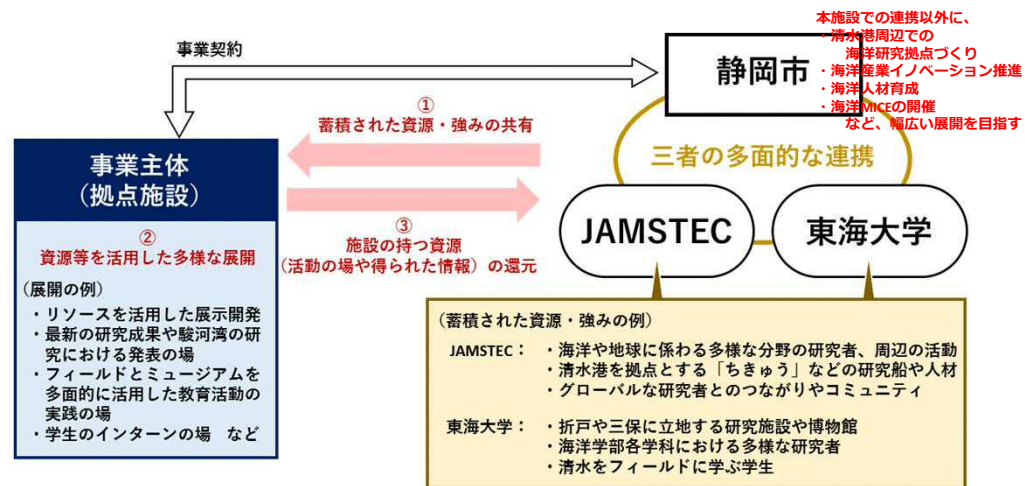 事業契約
静岡市
本施設での連携以外に、
・清水港周辺での
海洋研究拠点づくり
・海洋産業イノベーション推進
・海洋人材育成
・海洋MICEの開催
など、幅広い展開を目指す
①
蓄積された資源・強みの共有
三者の多面的な連携
事業主体
(拠点施設)
JAMSTEC
東海大学
②
資源等を活用した多様な展開
(展開の例)
・リソースを活用した展示開発
・最新の研究成果や駿河湾の研
究における発表の場
・フィールドとミュージアムを
多面的に活用した教育活動の
実践の場
・学生のインターンの場 など
③
施設の持つ資源
(活動の場や得られた情報)の還元
(蓄積された資源・強みの例)
JAMSTEC: ・海洋や地球に係わる多様な分野の研究者、周辺の活動
・清水港を拠点とする「ちきゅう」などの研究船や人材
・グローバルな研究者とのつながりやコミュニティ
東海大学: ・折戸や三保に立地する研究施設や博物館
・海洋学部各学科における多様な研究者
・清水をフィールドに学ぶ学生